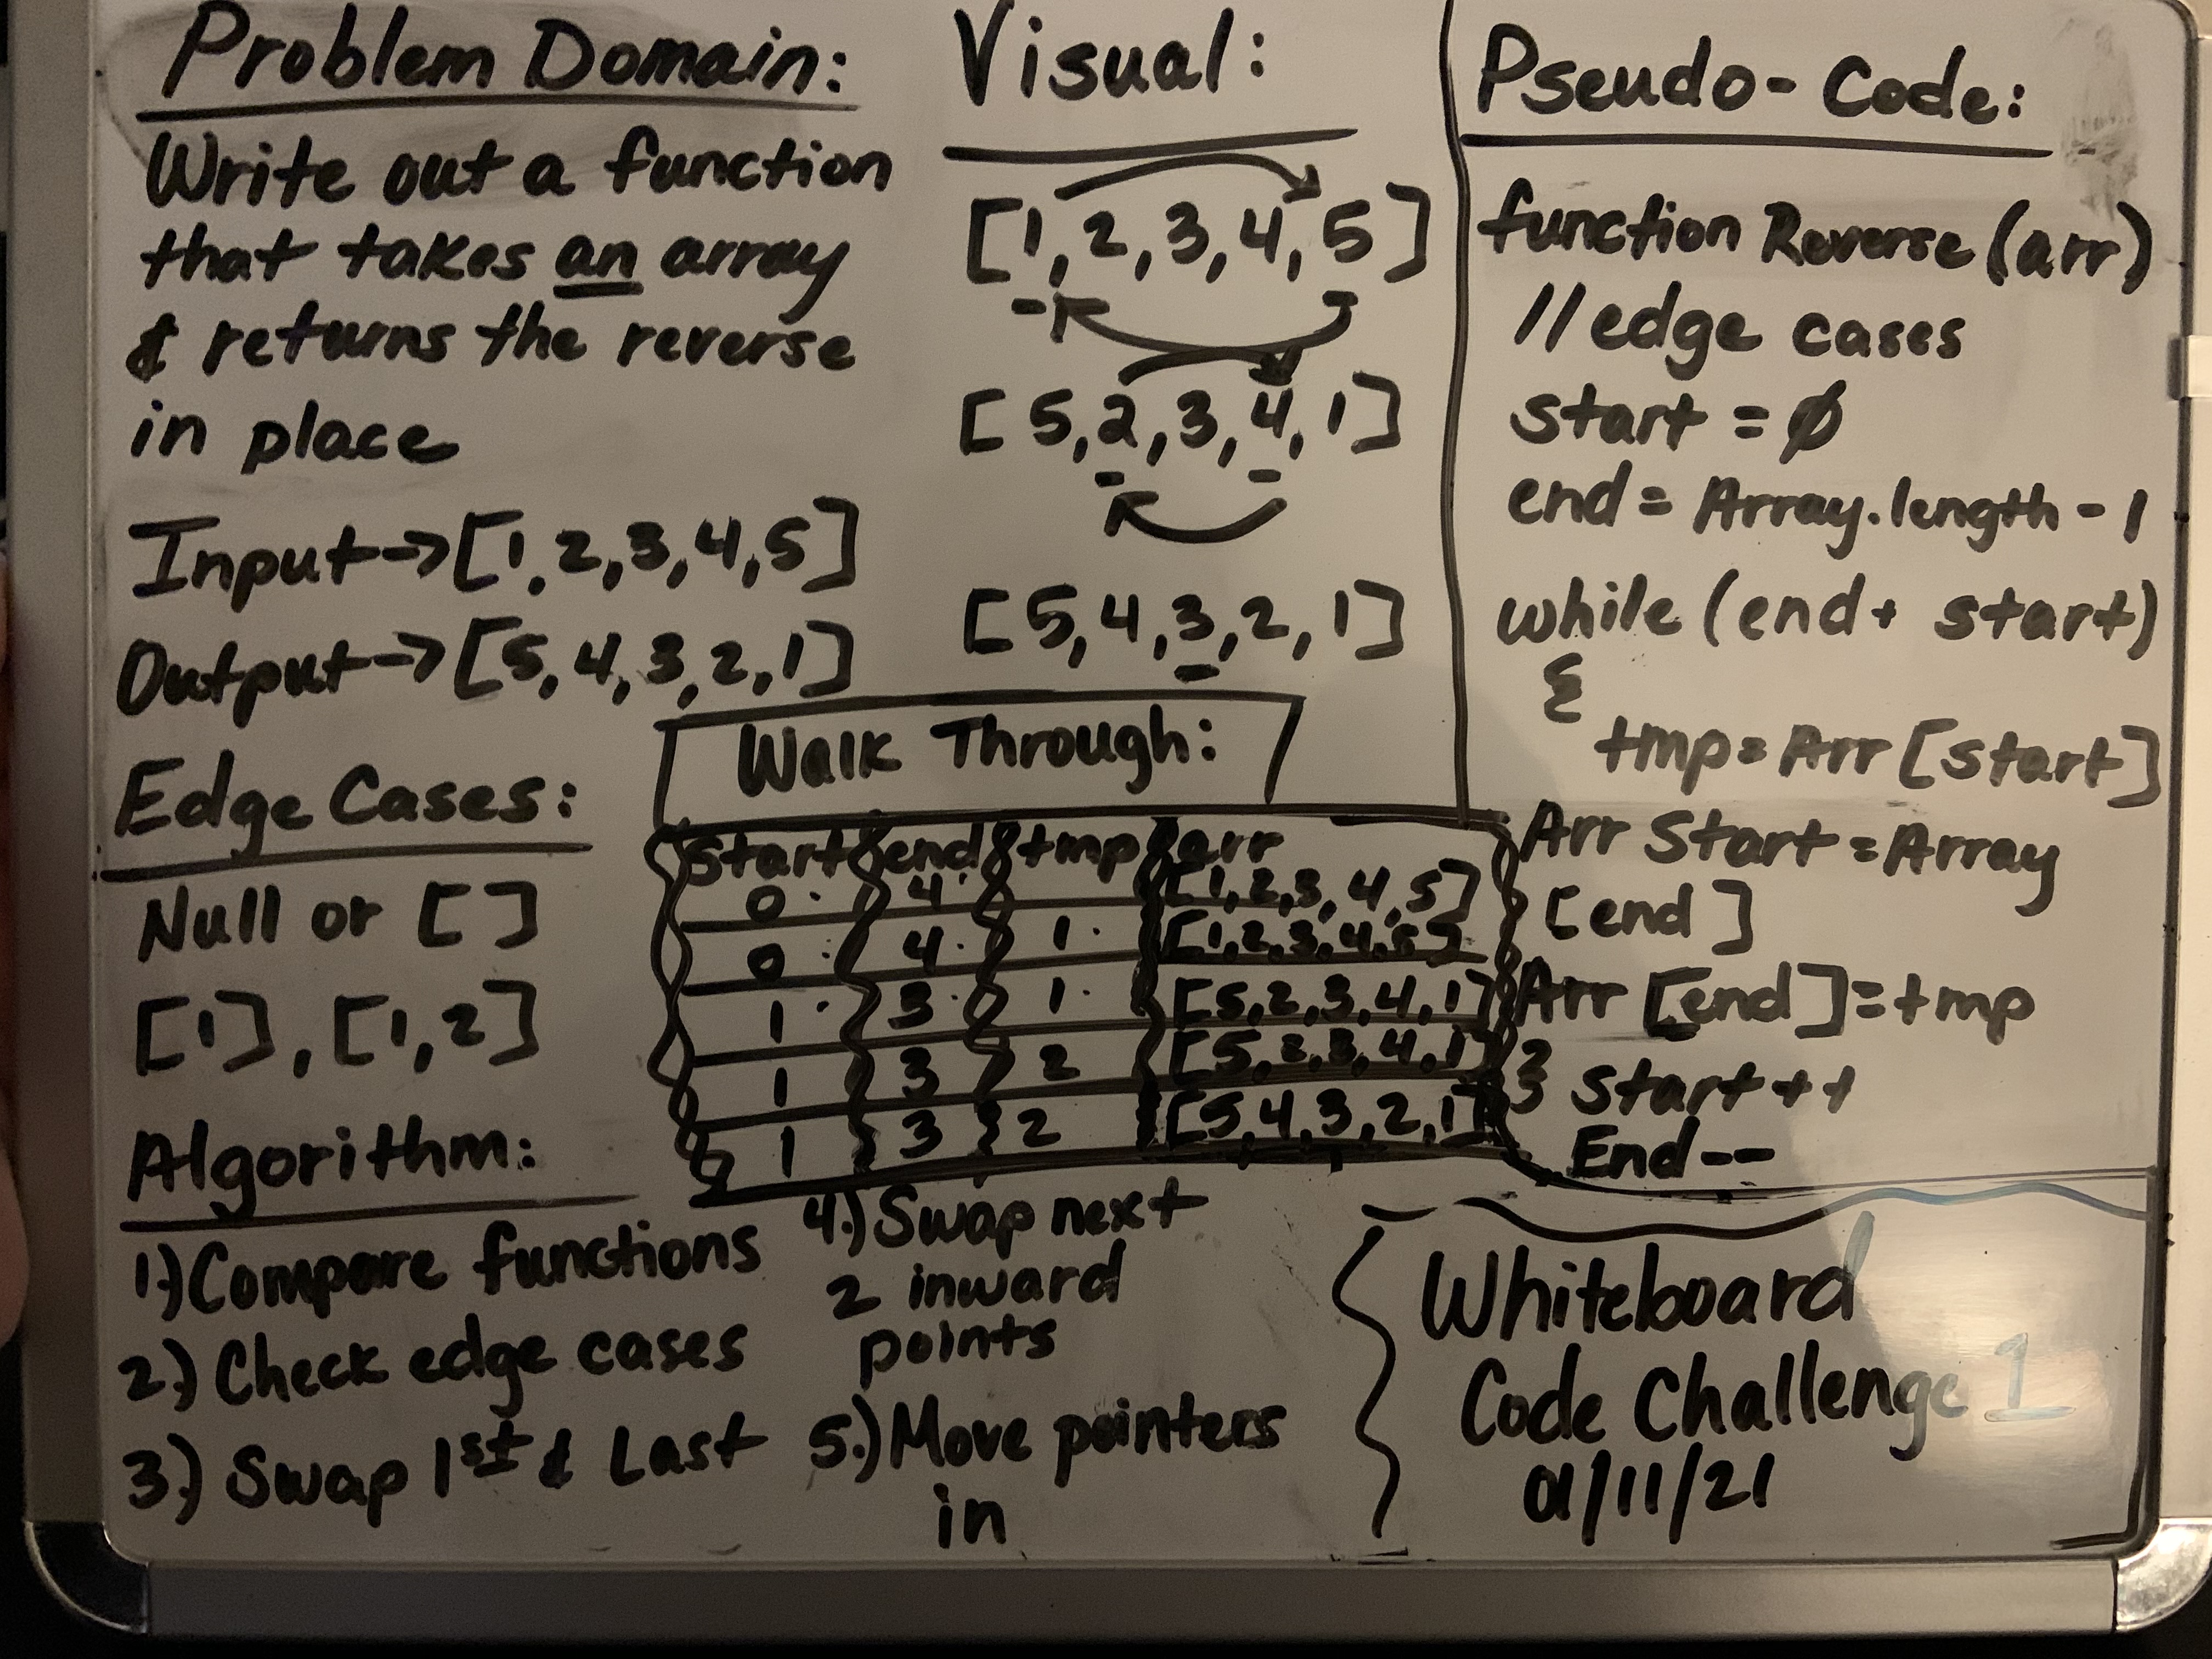 Problem Domain:
Write out a function
that takes an array
& returns the reverse
in place
Input->[1,2,3,4,5]
Output->[5,4,3,2,1]
Edge Cases:
Null or []
[1], [1,2]
Algorithm:
1.)Compare functions
2.) Check edge cases
3.) Swap 1st & Last
4.)Swap next
2 inward
points
5.)Move pointers
in
Visual:
[1,2,3,4,5]
[5,2,3,4,1]
[5,4,3,2,1]
Walk Through:
start end tmp arr
0 4 [1,2,3,4,5]
0 4 1 [1,2,3,4,5]
1 3 1 [5,2,3,4,1]
1 3 2 [5,2,3,4,1]
1 3 2 [5,4,3,2,1]
Pseudo-Code:
function Reverse (arr)
//edge cases
start = Ø
end = Array.length - 1
while (end + start)
{
tmp = Arr [start]
Arr Start = Array
[end]
Arr [end] = tmp
} Start ++
End--
Whiteboard
Code Challenge 1
01/11/21